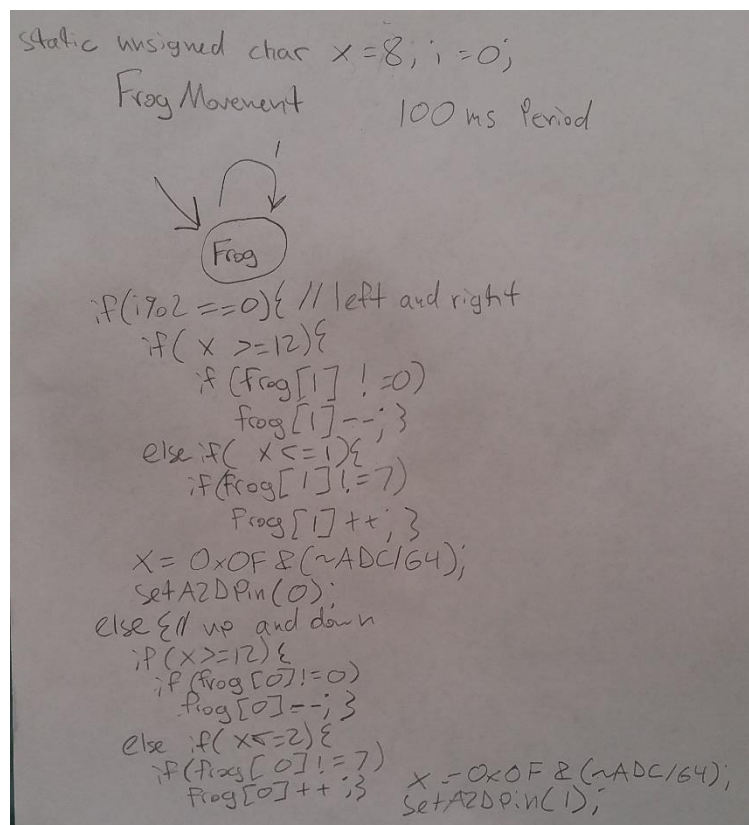 static unsigned char x=8, i=0;
Frog Movement 100 ms Period
1
Frog
if(i%2==0){ // left and right
if( x >=12){
if (frog[1] !=0)
frog[1]--; }
else if( x<=1){
if(frog[1]!=7)
frog[1]++; }
x= 0x0F &(~ADC/64);
SetA2DPin(0);
else {// up and down
if(x>=12){
if(frog[0]!=0)
frog[0]--; }
else if(x<=2){
if(frog[0]!=7)
frog[0]++;}
x=0x0F &(~ADC/64);
SetA2DPin(1);